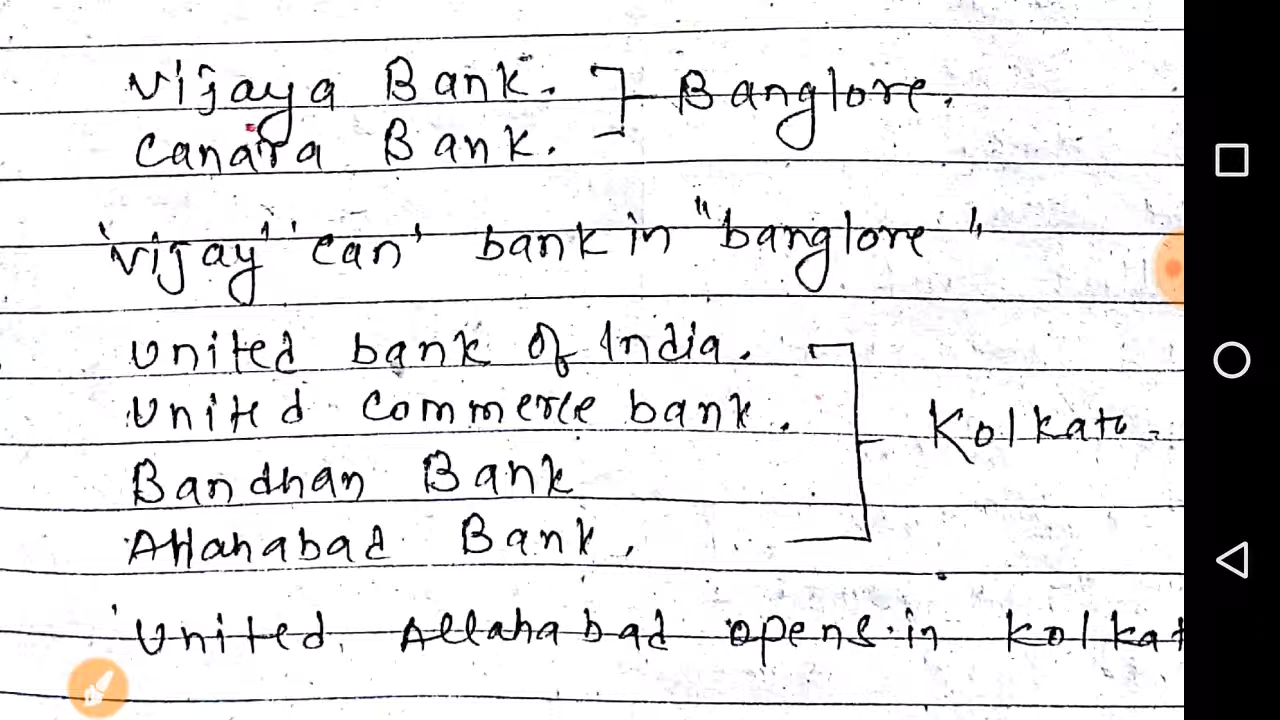 Vijaya Bank. ] Banglore.
Canara Bank.
'Vijay' 'can' bank in "banglore"
United bank of India.
United Commerce bank. ] Kolkata.
Bandhan Bank
Allahabad Bank.
'United Allahabad opens in Kolkat